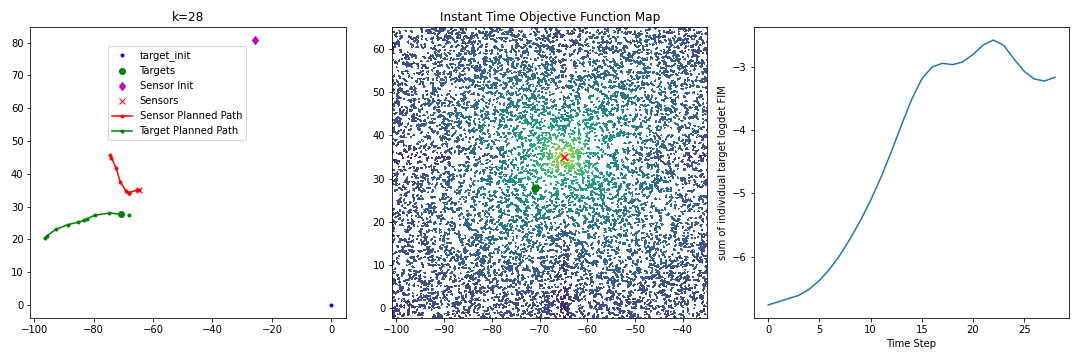 k=28
80
70
60
50
40
30
20
10
0
−100 −80 −60 −40 −20 0
target_init
Targets
Sensor Init
Sensors
Sensor Planned Path
Target Planned Path
Instant Time Objective Function Map
60
50
40
30
20
10
0
−100 −90 −80 −70 −60 −50 −40
sum of individual target logdet FIM
−3
−4
−5
−6
0 5 10 15 20 25
Time Step